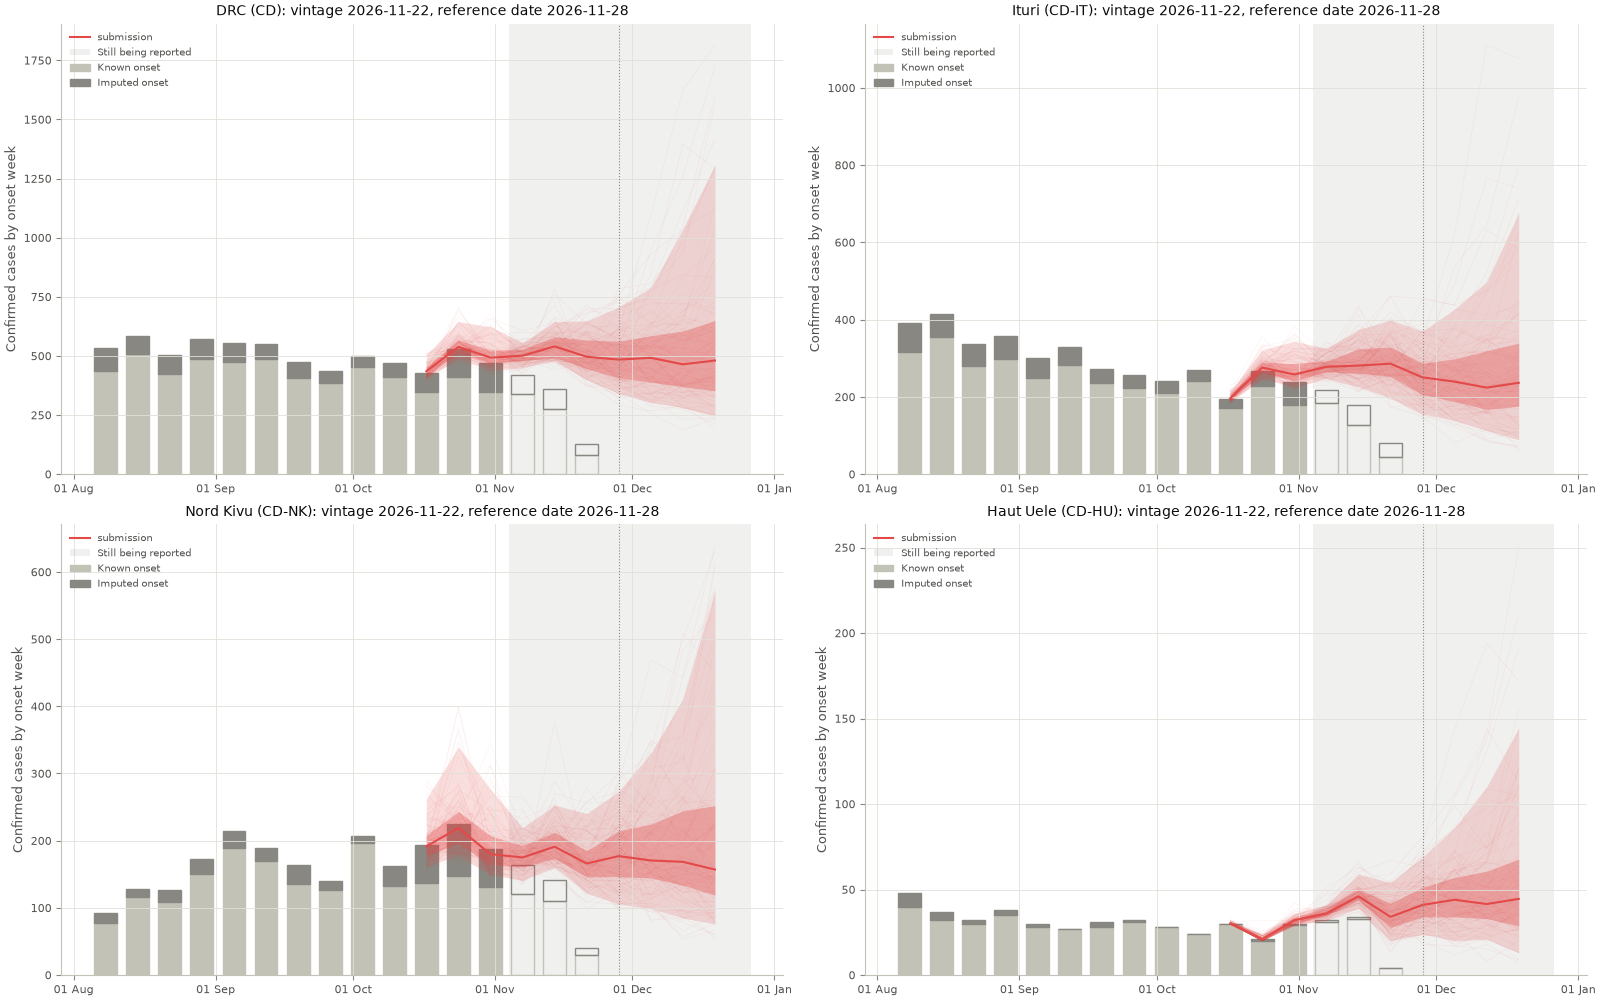 DRC (CD): vintage 2026-11-22, reference date 2026-11-28
submission
Still being reported
Known onset
Imputed onset
Confirmed cases by onset week
1750
1500
1250
1000
750
500
250
0
01 Aug
01 Sep
01 Oct
01 Nov
01 Dec
01 Jan
Ituri (CD-IT): vintage 2026-11-22, reference date 2026-11-28
submission
Still being reported
Known onset
Imputed onset
Confirmed cases by onset week
1000
800
600
400
200
0
01 Aug
01 Sep
01 Oct
01 Nov
01 Dec
01 Jan
Nord Kivu (CD-NK): vintage 2026-11-22, reference date 2026-11-28
submission
Still being reported
Known onset
Imputed onset
Confirmed cases by onset week
600
500
400
300
200
100
0
01 Aug
01 Sep
01 Oct
01 Nov
01 Dec
01 Jan
Haut Uele (CD-HU): vintage 2026-11-22, reference date 2026-11-28
submission
Still being reported
Known onset
Imputed onset
Confirmed cases by onset week
250
200
150
100
50
0
01 Aug
01 Sep
01 Oct
01 Nov
01 Dec
01 Jan